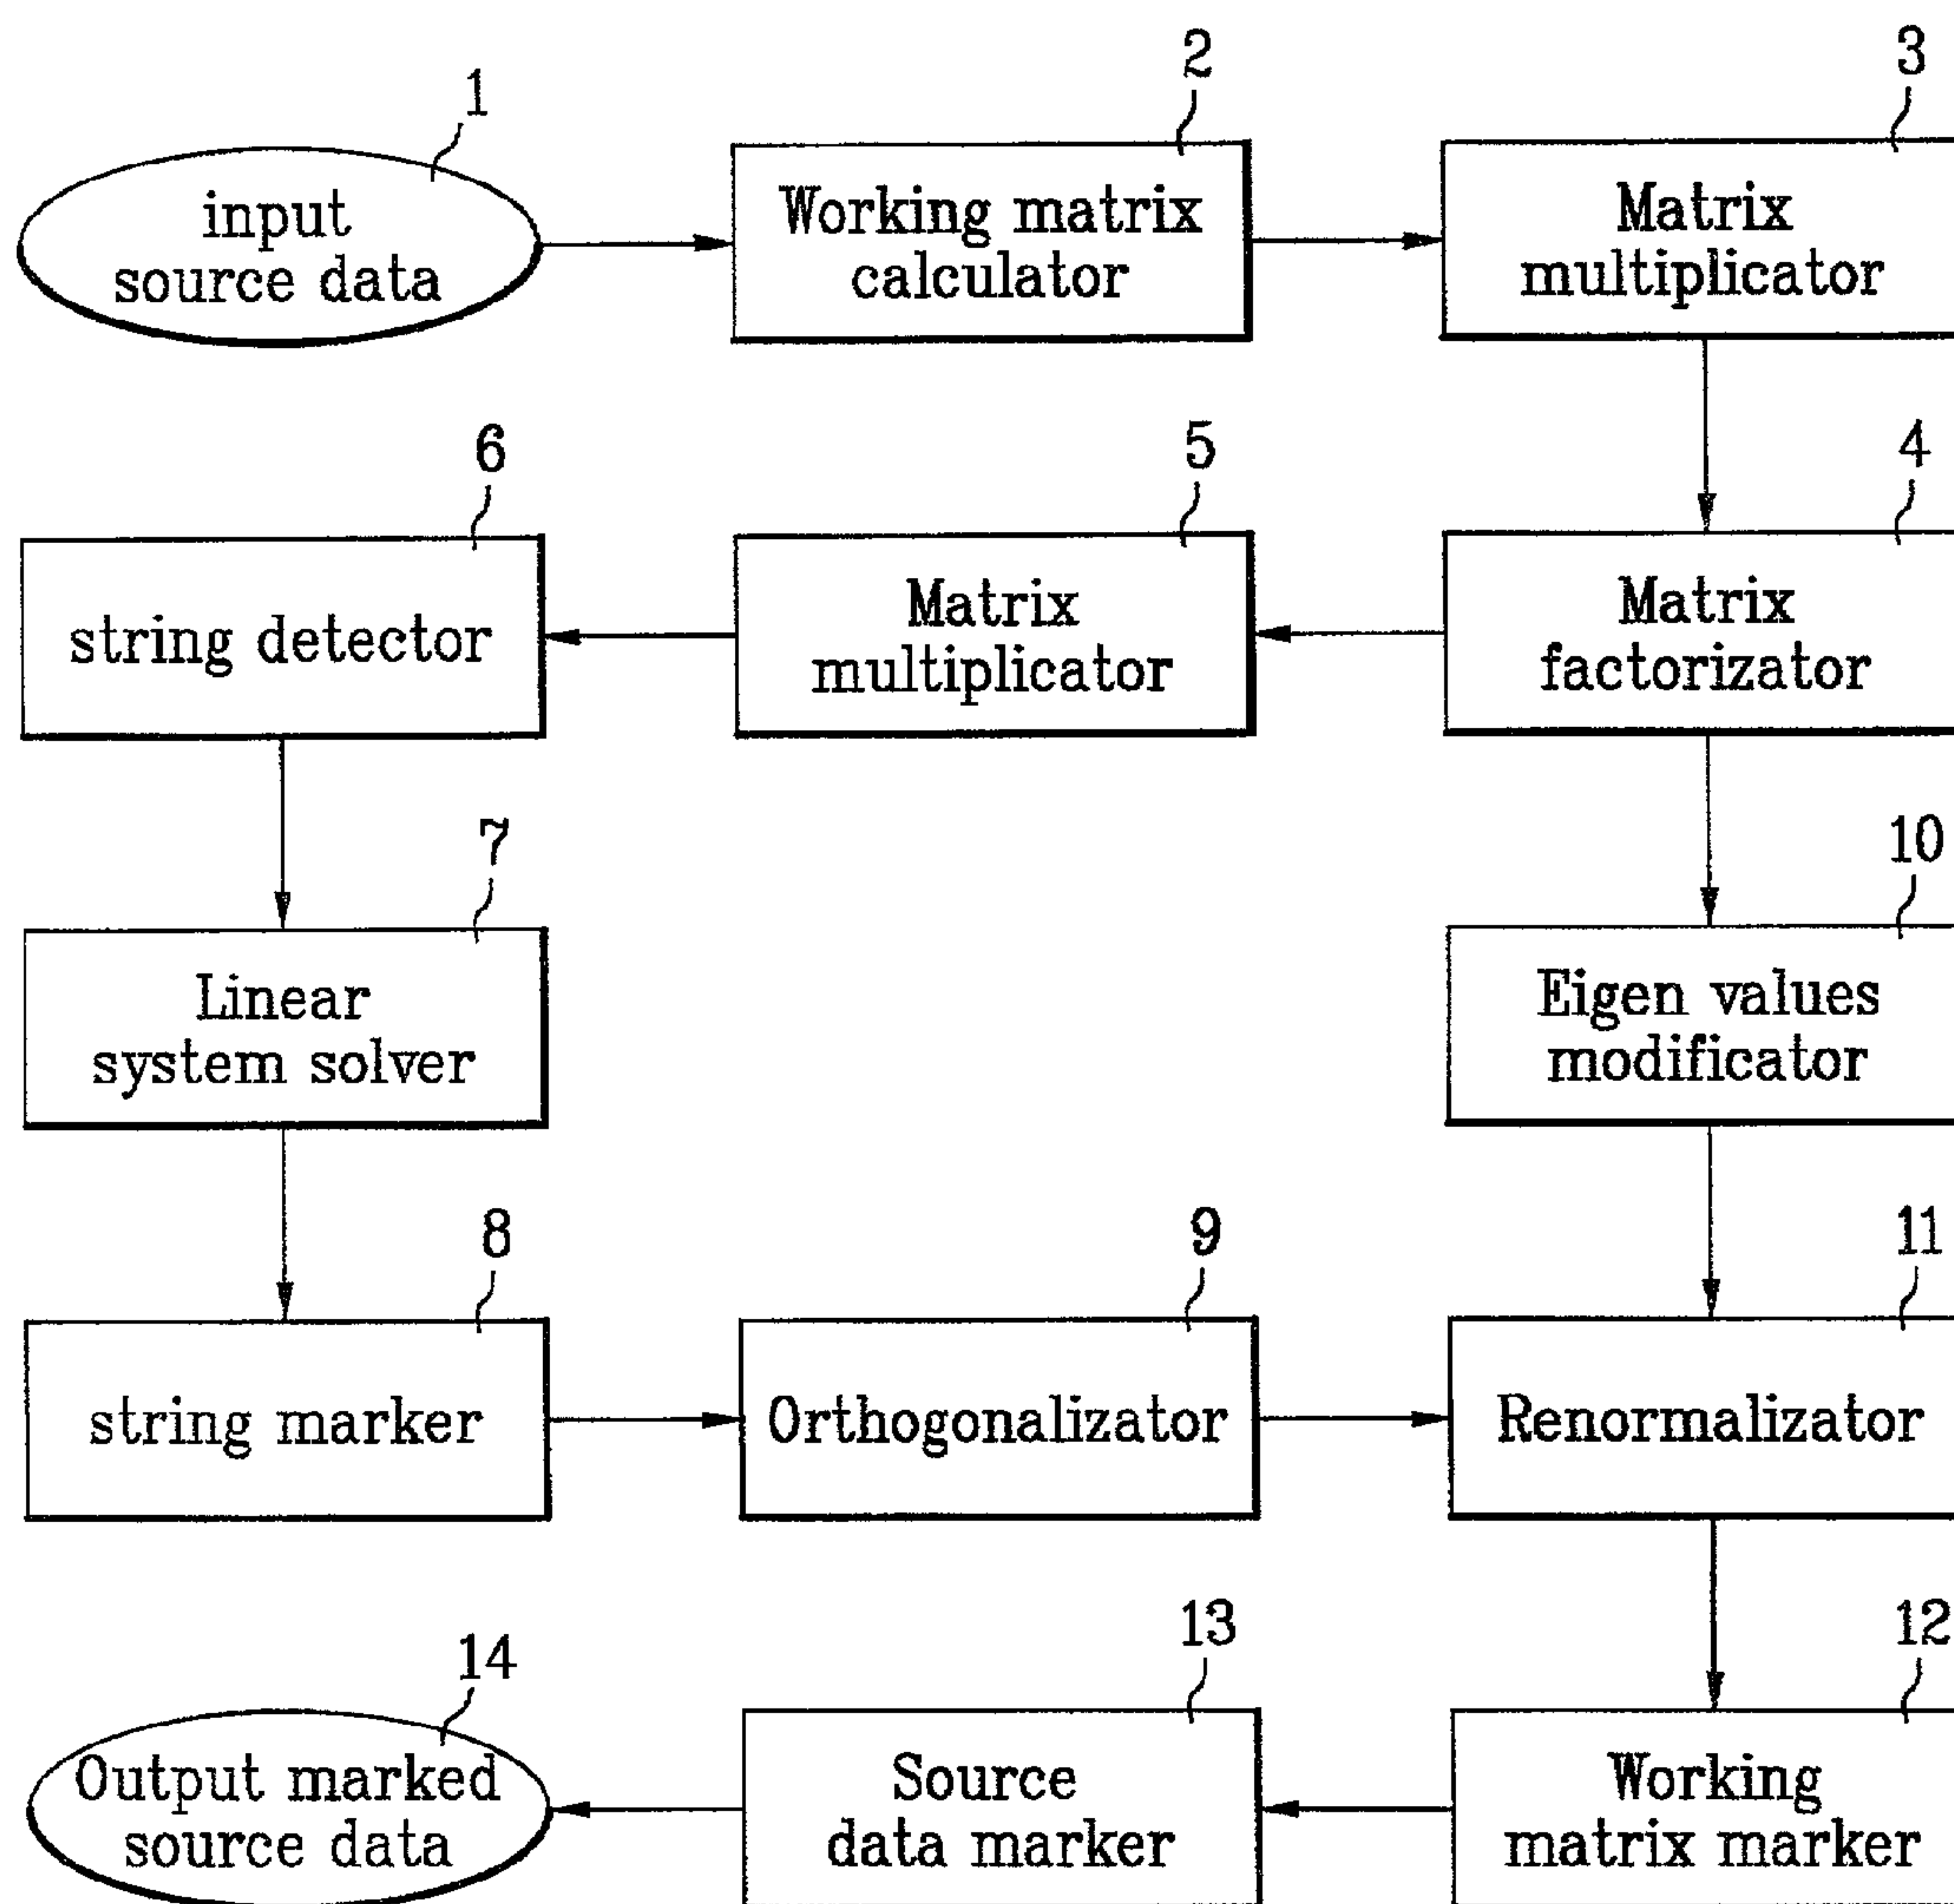 1
input
source data
2
Working matrix
calculator
3
Matrix
multiplicator
6
string detector
5
Matrix
multiplicator
4
Matrix
factorizator
7
Linear
system solver
10
Eigen values
modificator
8
string marker
9
Orthogonalizator
11
Renormalizator
14
Output marked
source data
13
Source
data marker
12
Working
matrix marker